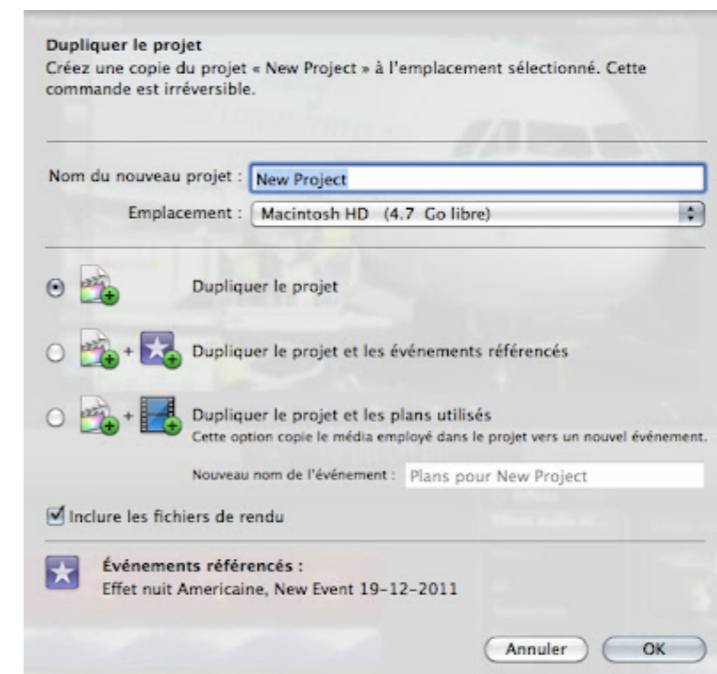 Dupliquer le projet
Créez une copie du projet « New Project » à l'emplacement sélectionné. Cette
commande est irréversible.
Nom du nouveau projet : New Project
Emplacement : Macintosh HD (4.7 Go libre)
Dupliquer le projet
+ Dupliquer le projet et les événements référencés
+ Dupliquer le projet et les plans utilisés
Cette option copie le média employé dans le projet vers un nouvel événement.
Nouveau nom de l'événement : Plans pour New Project
Inclure les fichiers de rendu
Événements référencés :
Effet nuit Americaine, New Event 19-12-2011
Annuler OK